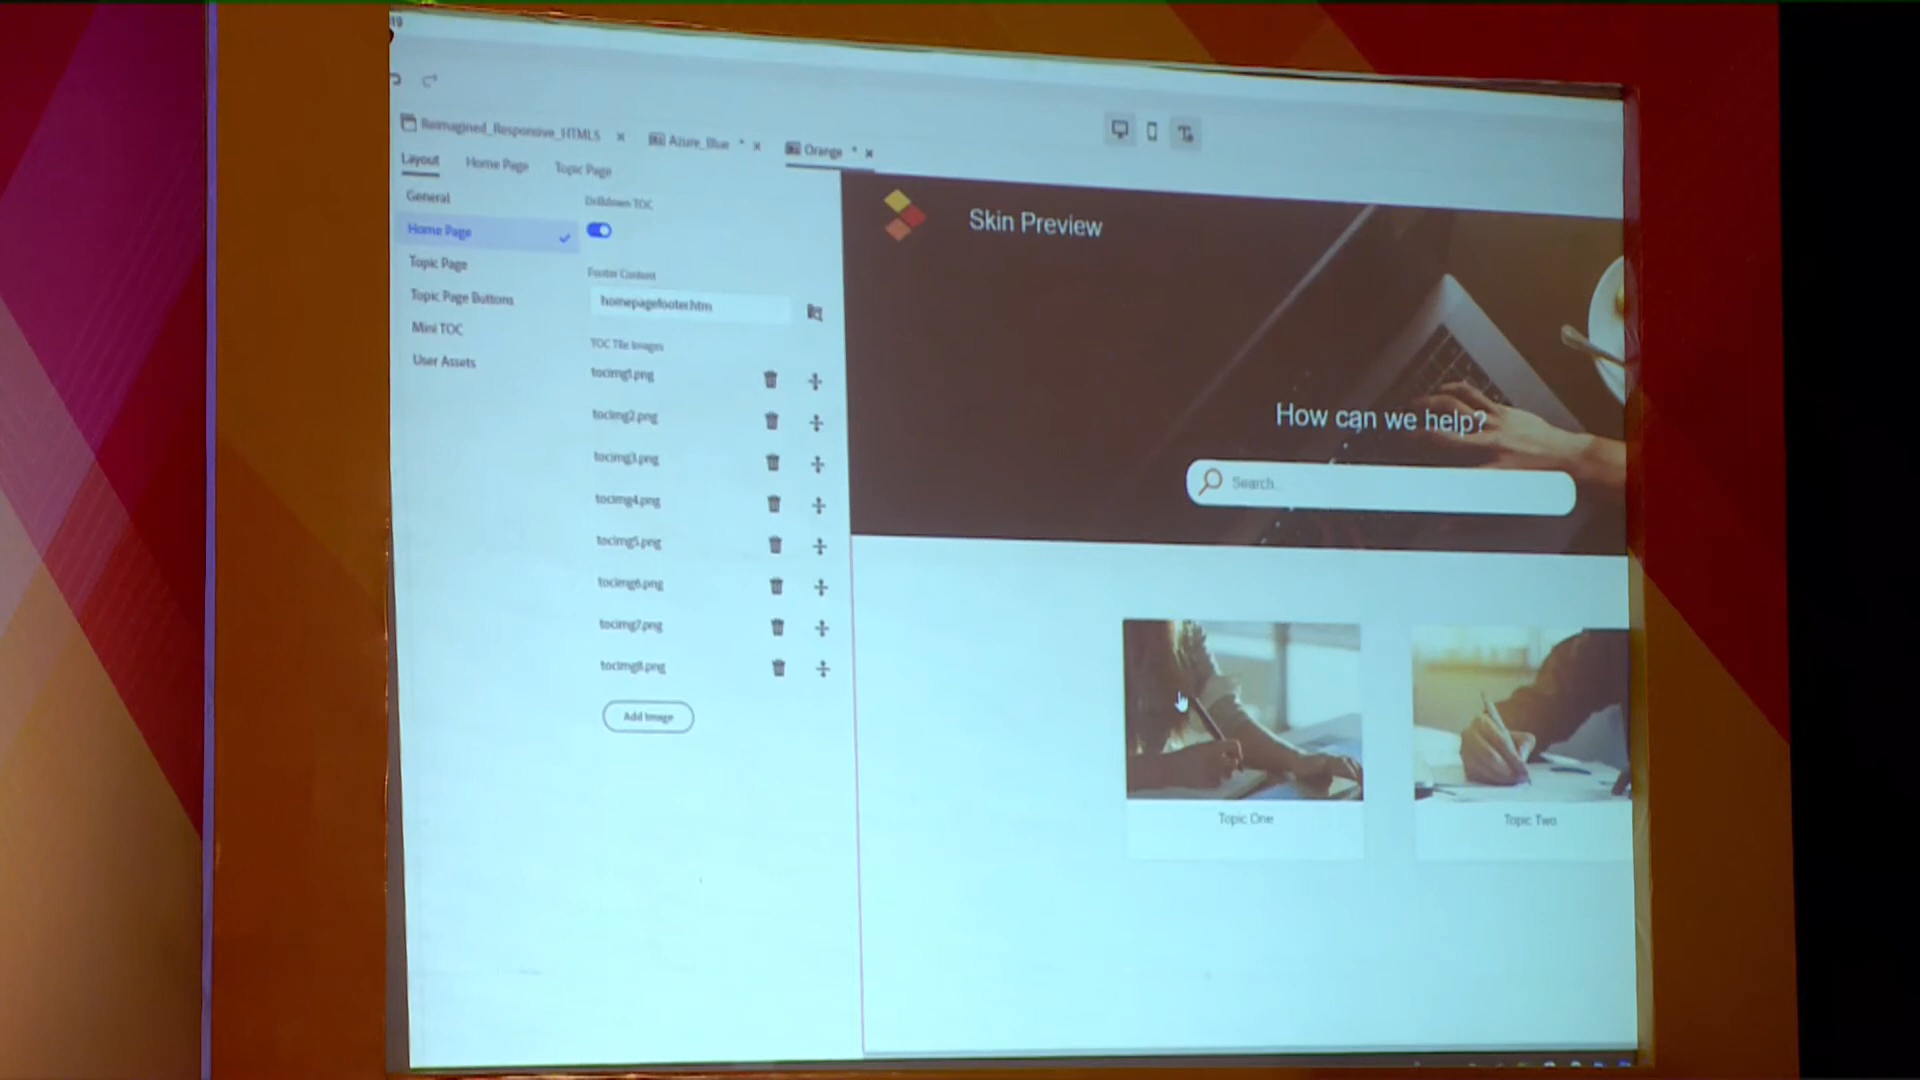 19
Reimagined_Responsive_HTML5
Azure_Blue *
Orange *
Layout
Home Page
Topic Page
General
Home Page
Topic Page
Topic Page Buttons
Mini TOC
User Assets
Drilldown TOC
Footer Content
homepagefooter.htm
TOC Tile Images
tocimg1.png
tocimg2.png
tocimg3.png
tocimg4.png
tocimg5.png
tocimg6.png
tocimg7.png
tocimg8.png
Add Image
Skin Preview
How can we help?
Search...
Topic One
Topic Two